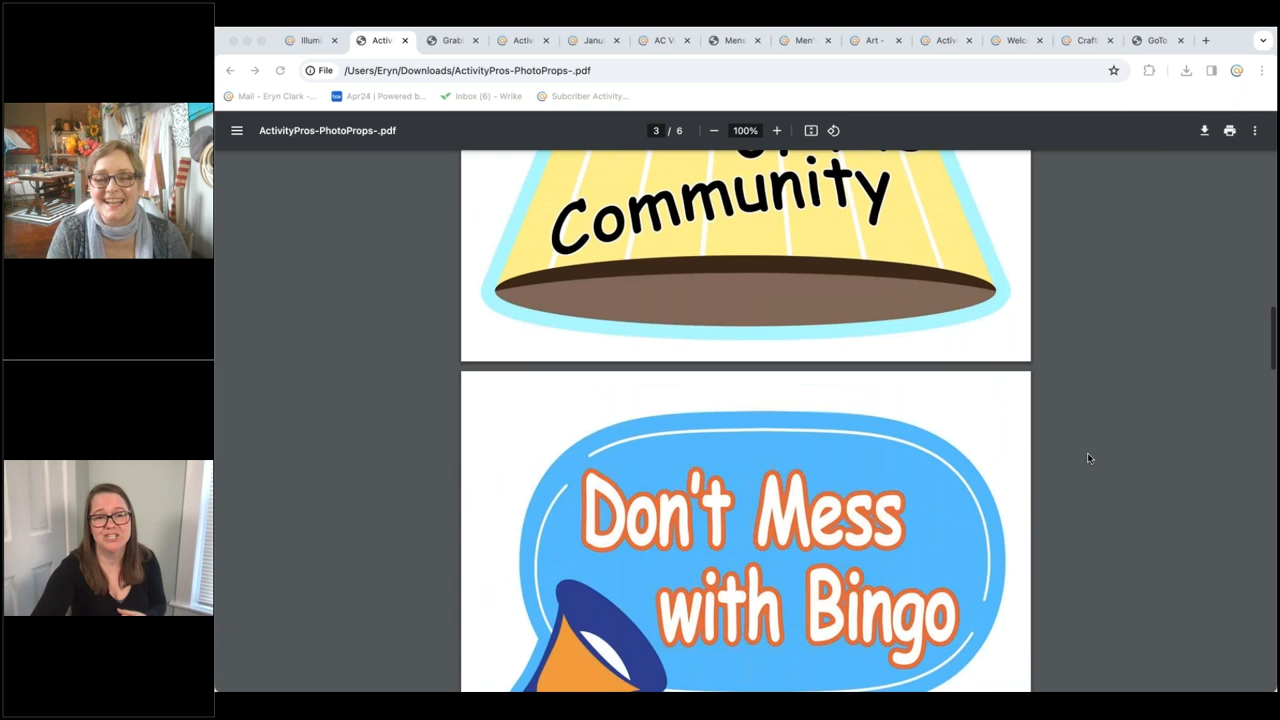 Illumi
Activ
Grabl
Activ
Janu
AC V
Mens
Men'
Art -
Activ
Welc
Craft
GoTo
File
/Users/Eryn/Downloads/ActivityPros-PhotoProps-.pdf
Mail - Eryn Clark -...
Apr24 | Powered b...
Inbox (6) - Wrike
Subcriber Activity...
ActivityPros-PhotoProps-.pdf
3 / 6
100%
Community
Don't Mess
with Bingo